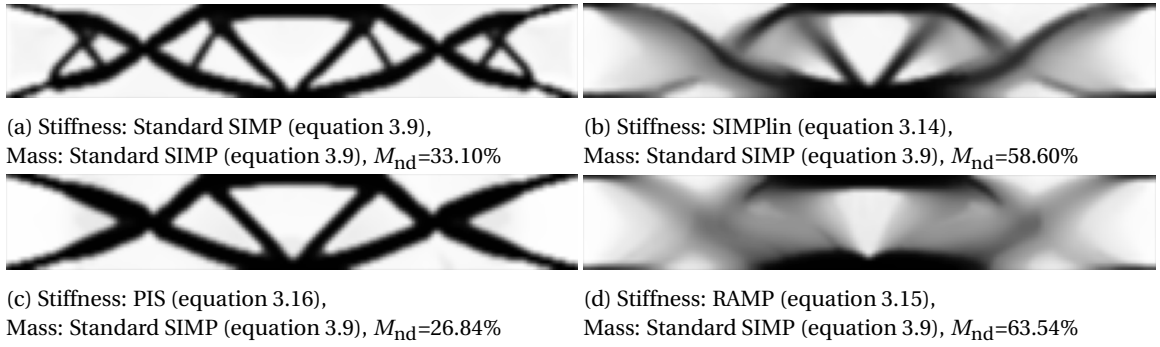 (a) Stiffness: Standard SIMP (equation 3.9),
Mass: Standard SIMP (equation 3.9), Mnd=33.10%
(b) Stiffness: SIMPlin (equation 3.14),
Mass: Standard SIMP (equation 3.9), Mnd=58.60%
(c) Stiffness: PIS (equation 3.16),
Mass: Standard SIMP (equation 3.9), Mnd=26.84%
(d) Stiffness: RAMP (equation 3.15),
Mass: Standard SIMP (equation 3.9), Mnd=63.54%